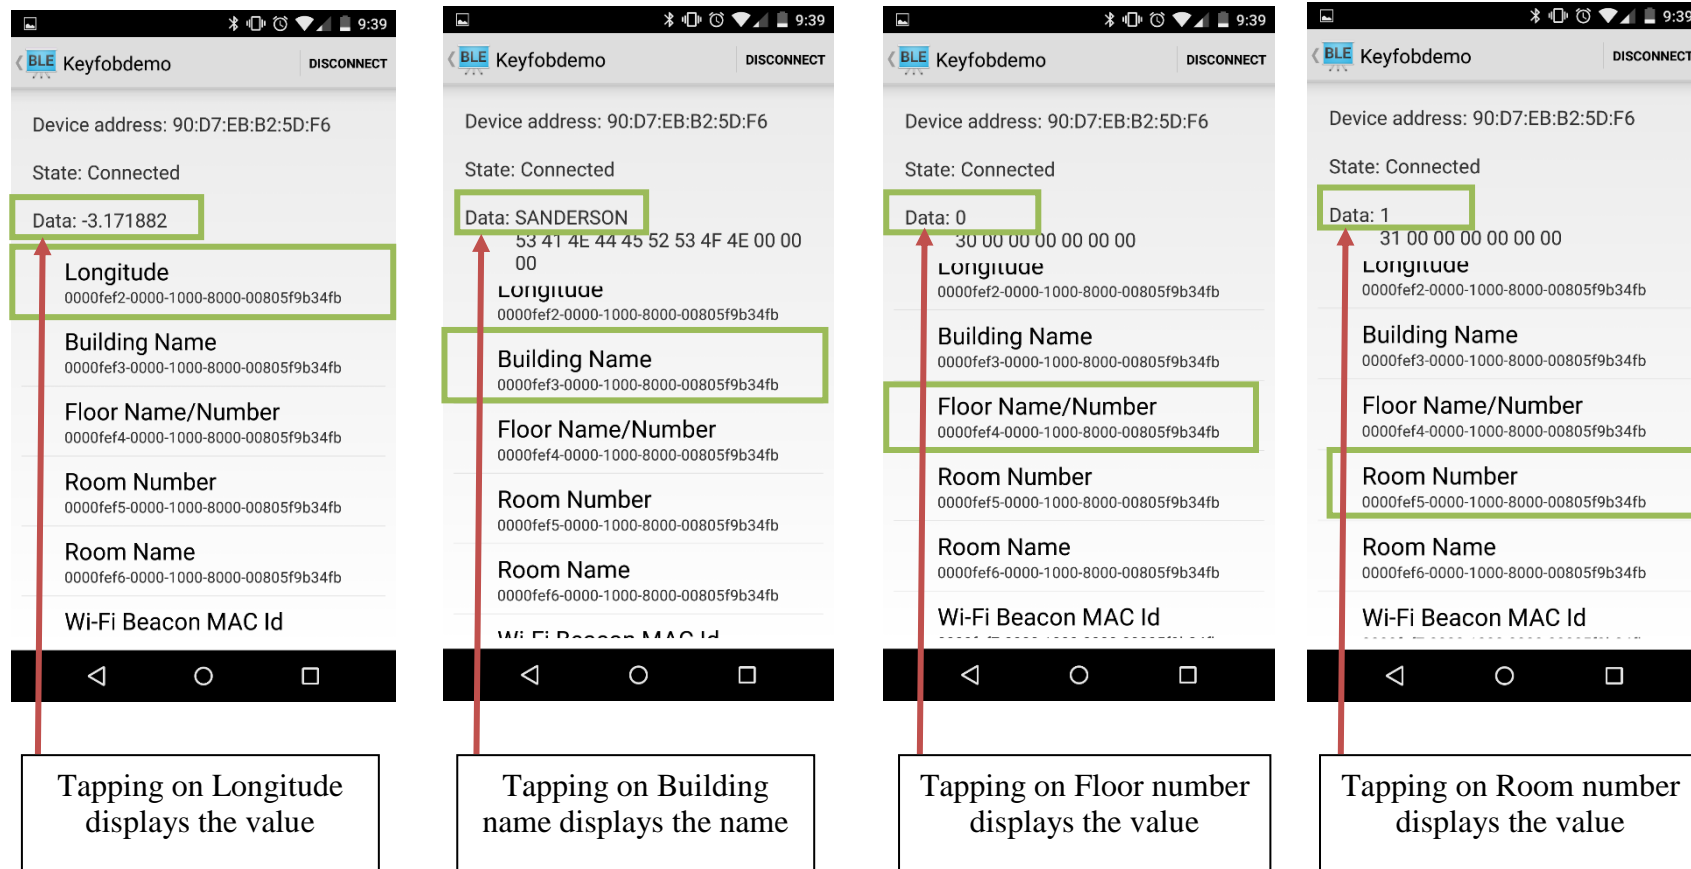 9:39
BLE Keyfobdemo DISCONNECT
Device address: 90:D7:EB:B2:5D:F6
State: Connected
Data: -3.171882
Longitude
0000fef2-0000-1000-8000-00805f9b34fb
Building Name
0000fef3-0000-1000-8000-00805f9b34fb
Floor Name/Number
0000fef4-0000-1000-8000-00805f9b34fb
Room Number
0000fef5-0000-1000-8000-00805f9b34fb
Room Name
0000fef6-0000-1000-8000-00805f9b34fb
Wi-Fi Beacon MAC Id
Tapping on Longitude
displays the value
9:39
BLE Keyfobdemo DISCONNECT
Device address: 90:D7:EB:B2:5D:F6
State: Connected
Data: SANDERSON
53 41 4E 44 45 52 53 4F 4E 00 00
00
Longitude
0000fef2-0000-1000-8000-00805f9b34fb
Building Name
0000fef3-0000-1000-8000-00805f9b34fb
Floor Name/Number
0000fef4-0000-1000-8000-00805f9b34fb
Room Number
0000fef5-0000-1000-8000-00805f9b34fb
Room Name
0000fef6-0000-1000-8000-00805f9b34fb
Wi-Fi Beacon MAC Id
Tapping on Building
name displays the name
9:39
BLE Keyfobdemo DISCONNECT
Device address: 90:D7:EB:B2:5D:F6
State: Connected
Data: 0
30 00 00 00 00 00 00 00
Longitude
0000fef2-0000-1000-8000-00805f9b34fb
Building Name
0000fef3-0000-1000-8000-00805f9b34fb
Floor Name/Number
0000fef4-0000-1000-8000-00805f9b34fb
Room Number
0000fef5-0000-1000-8000-00805f9b34fb
Room Name
0000fef6-0000-1000-8000-00805f9b34fb
Wi-Fi Beacon MAC Id
Tapping on Floor number
displays the value
9:39
BLE Keyfobdemo DISCONNECT
Device address: 90:D7:EB:B2:5D:F6
State: Connected
Data: 1
31 00 00 00 00 00 00 00
Longitude
0000fef2-0000-1000-8000-00805f9b34fb
Building Name
0000fef3-0000-1000-8000-00805f9b34fb
Floor Name/Number
0000fef4-0000-1000-8000-00805f9b34fb
Room Number
0000fef5-0000-1000-8000-00805f9b34fb
Room Name
0000fef6-0000-1000-8000-00805f9b34fb
Wi-Fi Beacon MAC Id
Tapping on Room number
displays the value